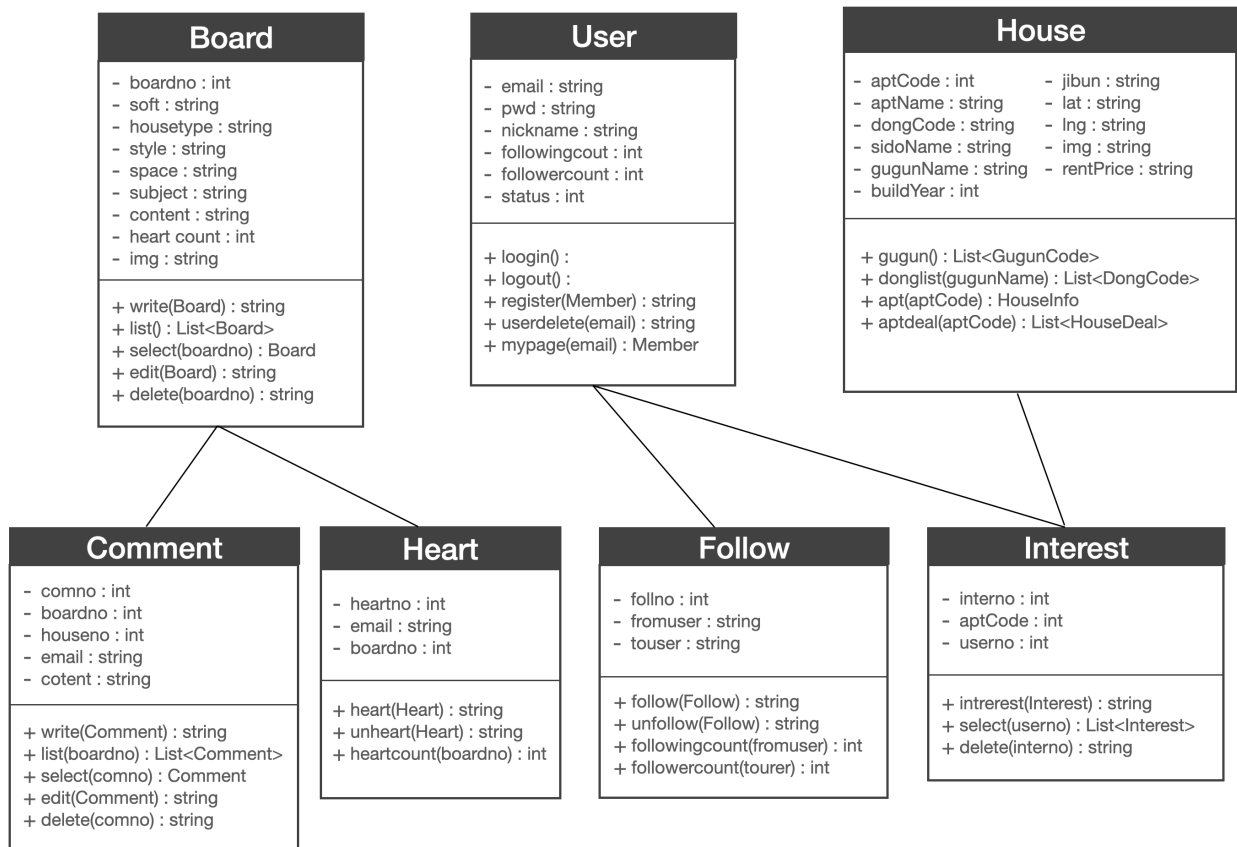 Board
- boardno : int
- soft : string
- housetype : string
- style : string
- space : string
- subject : string
- content : string
- heart count : int
- img : string
+ write(Board) : string
+ list() : List<Board>
+ select(boardno) : Board
+ edit(Board) : string
+ delete(boardno) : string
User
- email : string
- pwd : string
- nickname : string
- followingcout : int
- followercount : int
- status : int
+ loogin() :
+ logout() :
+ register(Member) : string
+ userdelete(email) : string
+ mypage(email) : Member
House
- aptCode : int
- aptName : string
- dongCode : string
- sidoName : string
- gugunName : string
- buildYear : int
- jibun : string
- lat : string
- lng : string
- img : string
- rentPrice : string
+ gugun() : List<GugunCode>
+ donglist(gugunName) : List<DongCode>
+ apt(aptCode) : HouseInfo
+ aptdeal(aptCode) : List<HouseDeal>
Comment
- comno : int
- boardno : int
- houseno : int
- email : string
- cotent : string
+ write(Comment) : string
+ list(boardno) : List<Comment>
+ select(comno) : Comment
+ edit(Comment) : string
+ delete(comno) : string
Heart
- heartno : int
- email : string
- boardno : int
+ heart(Heart) : string
+ unheart(Heart) : string
+ heartcount(boardno) : int
Follow
- follno : int
- fromuser : string
- touser : string
+ follow(Follow) : string
+ unfollow(Follow) : string
+ followingcount(fromuser) : int
+ followercount(tourer) : int
Interest
- interno : int
- aptCode : int
- userno : int
+ intrerest(Interest) : string
+ select(userno) : List<Interest>
+ delete(interno) : string